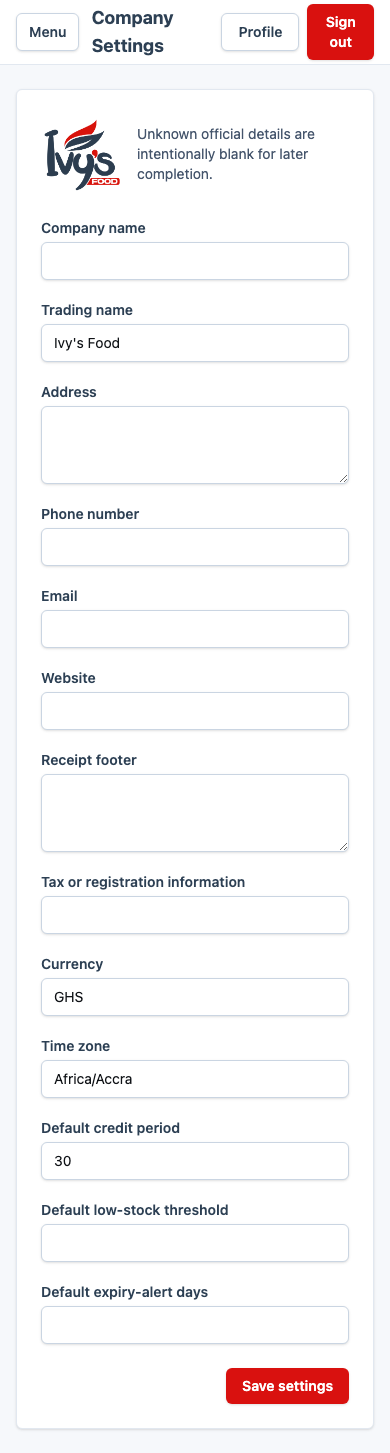 Menu
Company
Settings
Profile
Sign
out
Ivy's
FOOD
Unknown official details are
intentionally blank for later
completion.
Company name
Trading name
Ivy's Food
Address
Phone number
Email
Website
Receipt footer
Tax or registration information
Currency
GHS
Time zone
Africa/Accra
Default credit period
30
Default low-stock threshold
Default expiry-alert days
Save settings